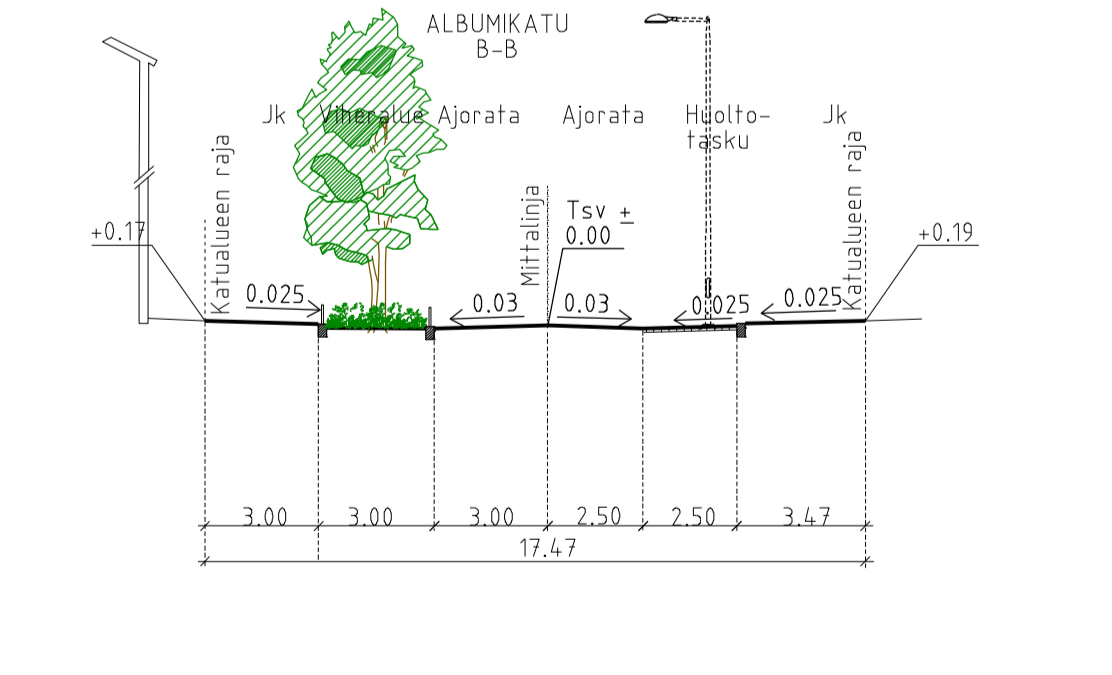 ALBUMIKATU
B-B
Jk
Viheralue
Ajorata
Ajorata
Huolto-
tasku
Jk
Katualueen raja
Mittalinja
Katualueen raja
Tsv ±
0.00
+0.17
+0.19
0.025
0.03
0.03
0.025
0.025
3.00
3.00
3.00
2.50
2.50
3.47
17.47